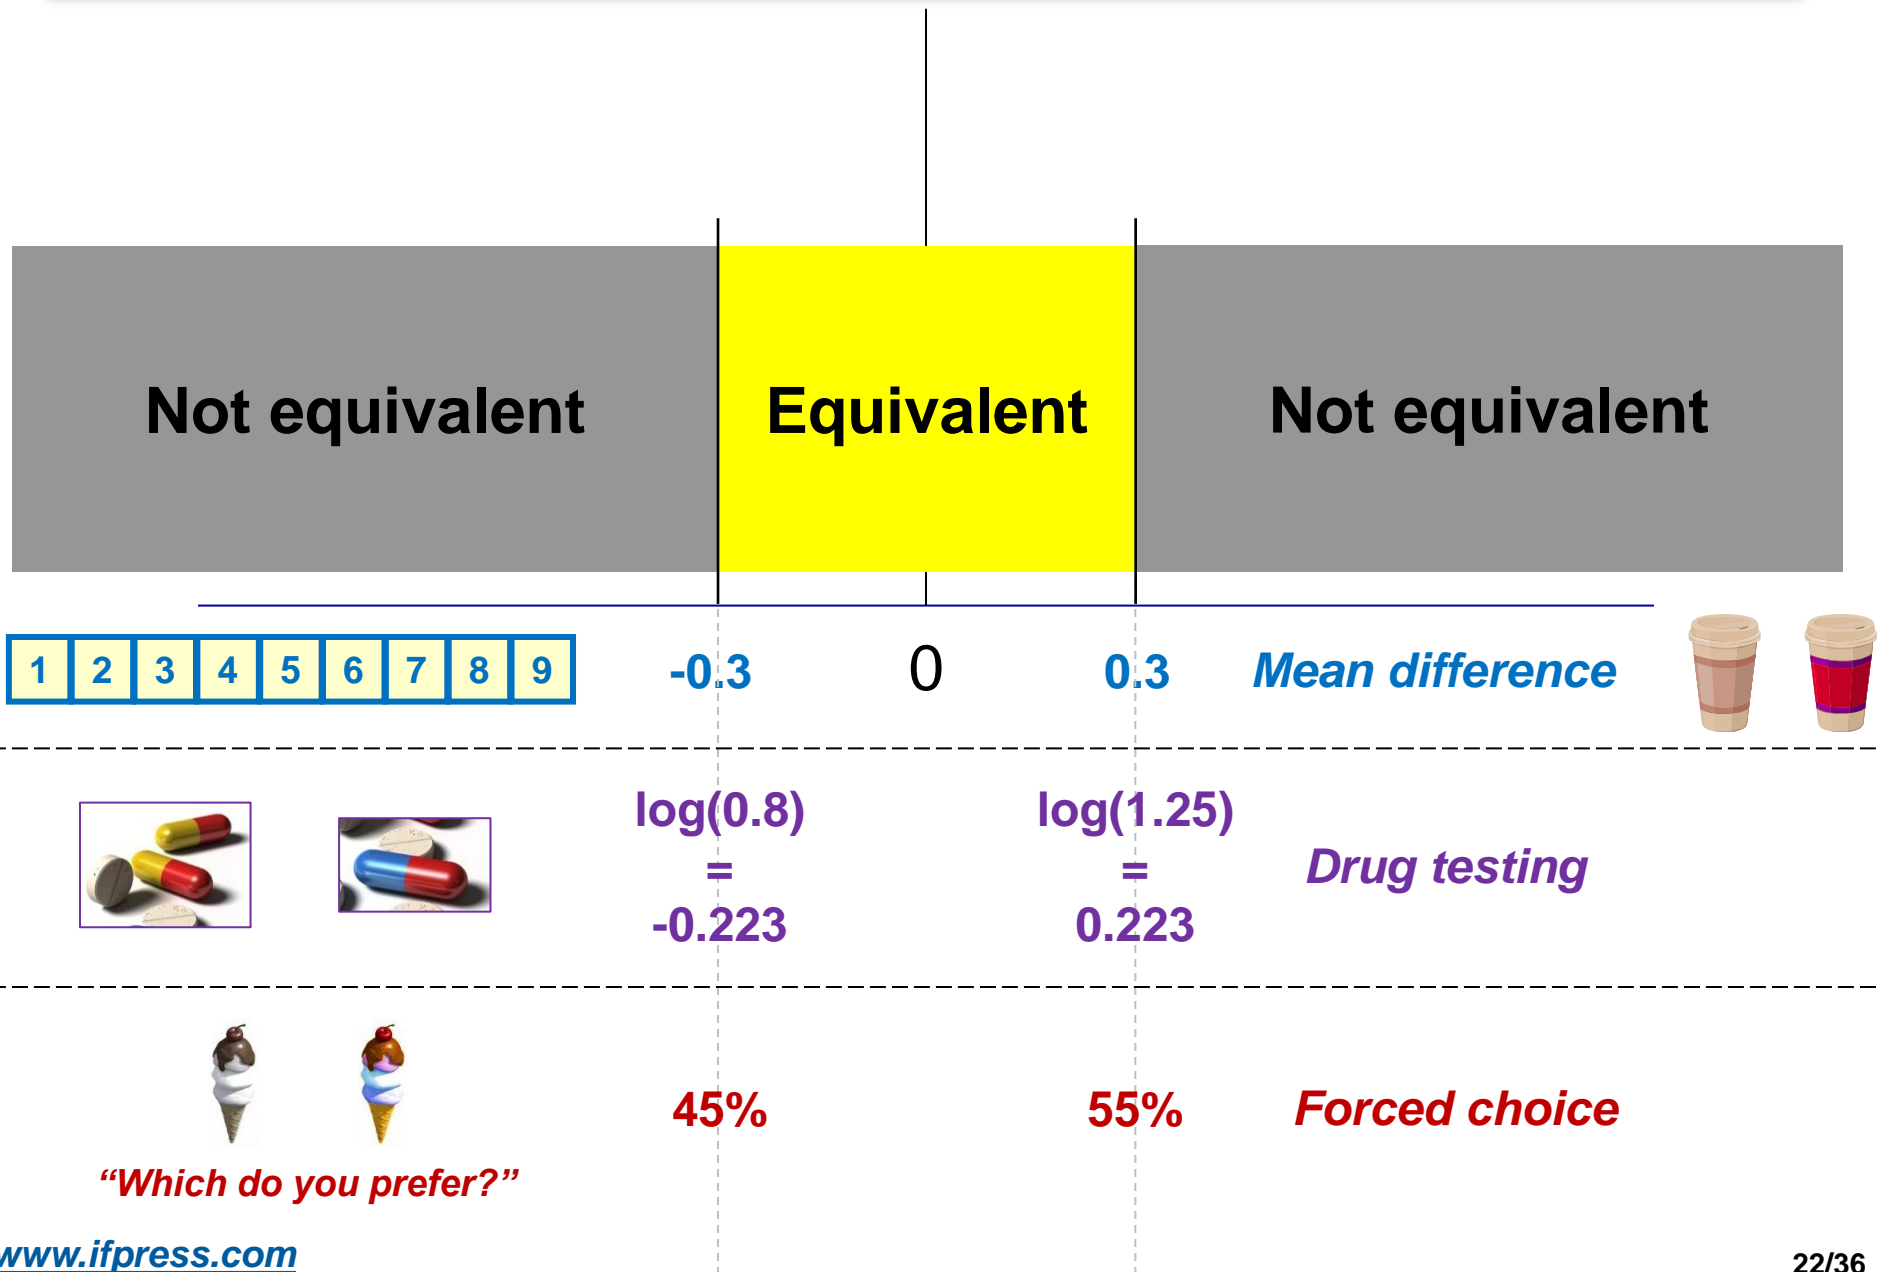 Not equivalent
Equivalent
Not equivalent
1 2 3 4 5 6 7 8 9
-0.3
0
0.3
Mean difference
log(0.8)
=
-0.223
log(1.25)
=
0.223
Drug testing
45%
55%
Forced choice
“Which do you prefer?”
www.ifpress.com
22/36